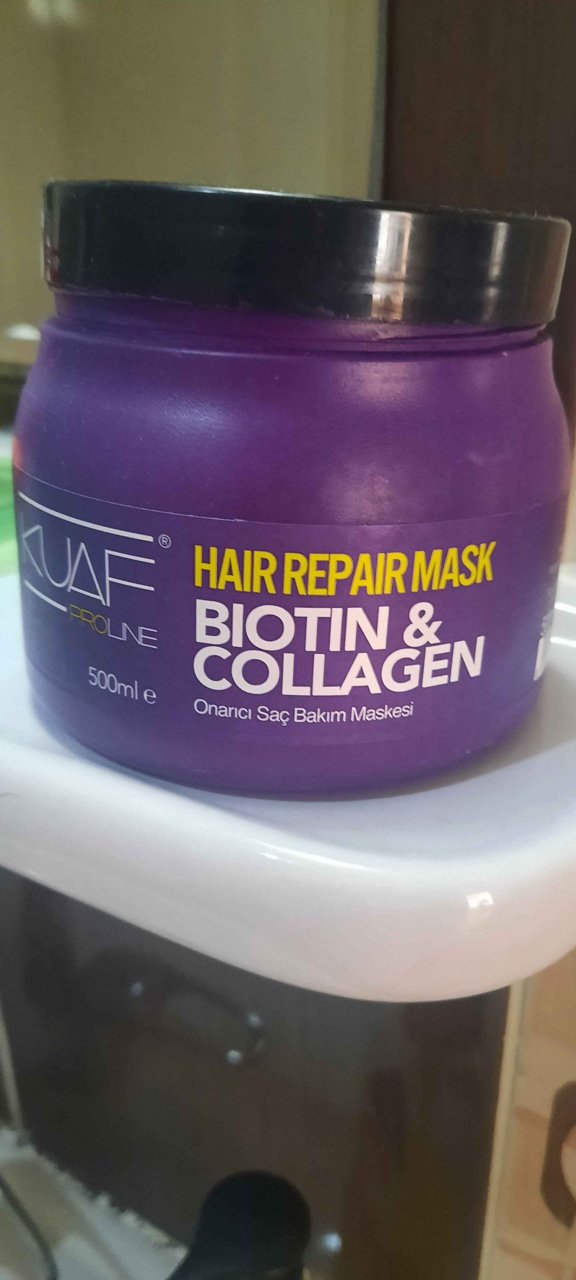 KUAF®
PROLINE
500ml e
HAIR REPAIR MASK
BIOTIN &
COLLAGEN
Onarıcı Saç Bakım Maskesi